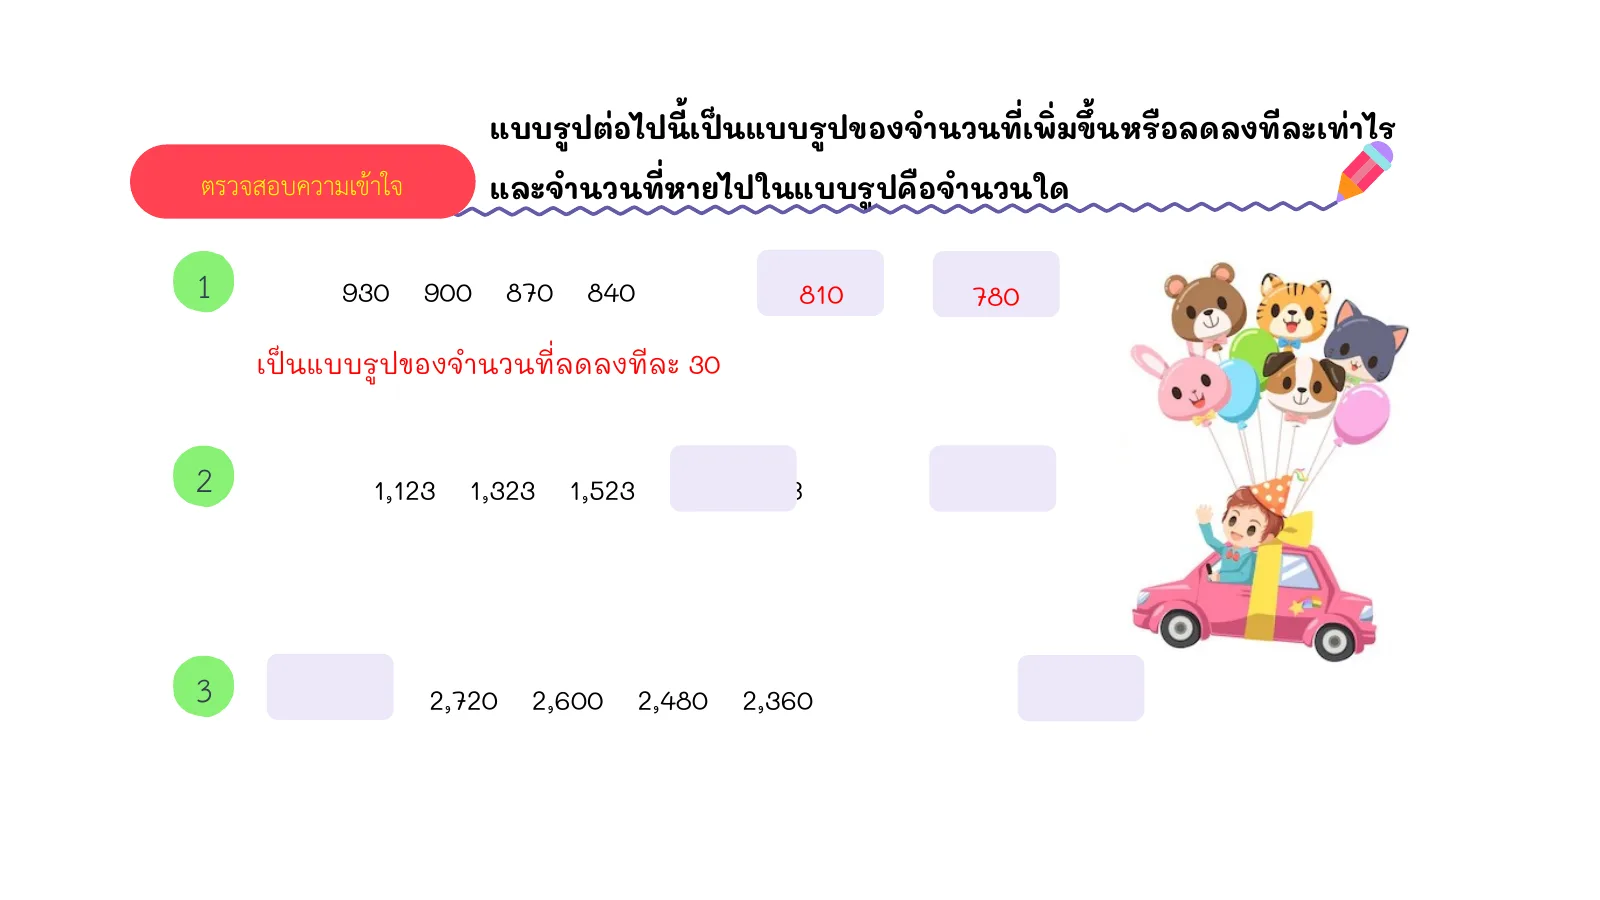 แบบรูปต่อไปนี้เป็นแบบรูปของจำนวนที่เพิ่มขึ้นหรือลดลงทีละเท่าไร
ตรวจสอบความเข้าใจ
และจำนวนที่หายไปในแบบรูปคือจำนวนใด
1 930 900 870 840 810 780
เป็นแบบรูปของจำนวนที่ลดลงทีละ 30
2 1,123 1,323 1,523
3 2,720 2,600 2,480 2,360